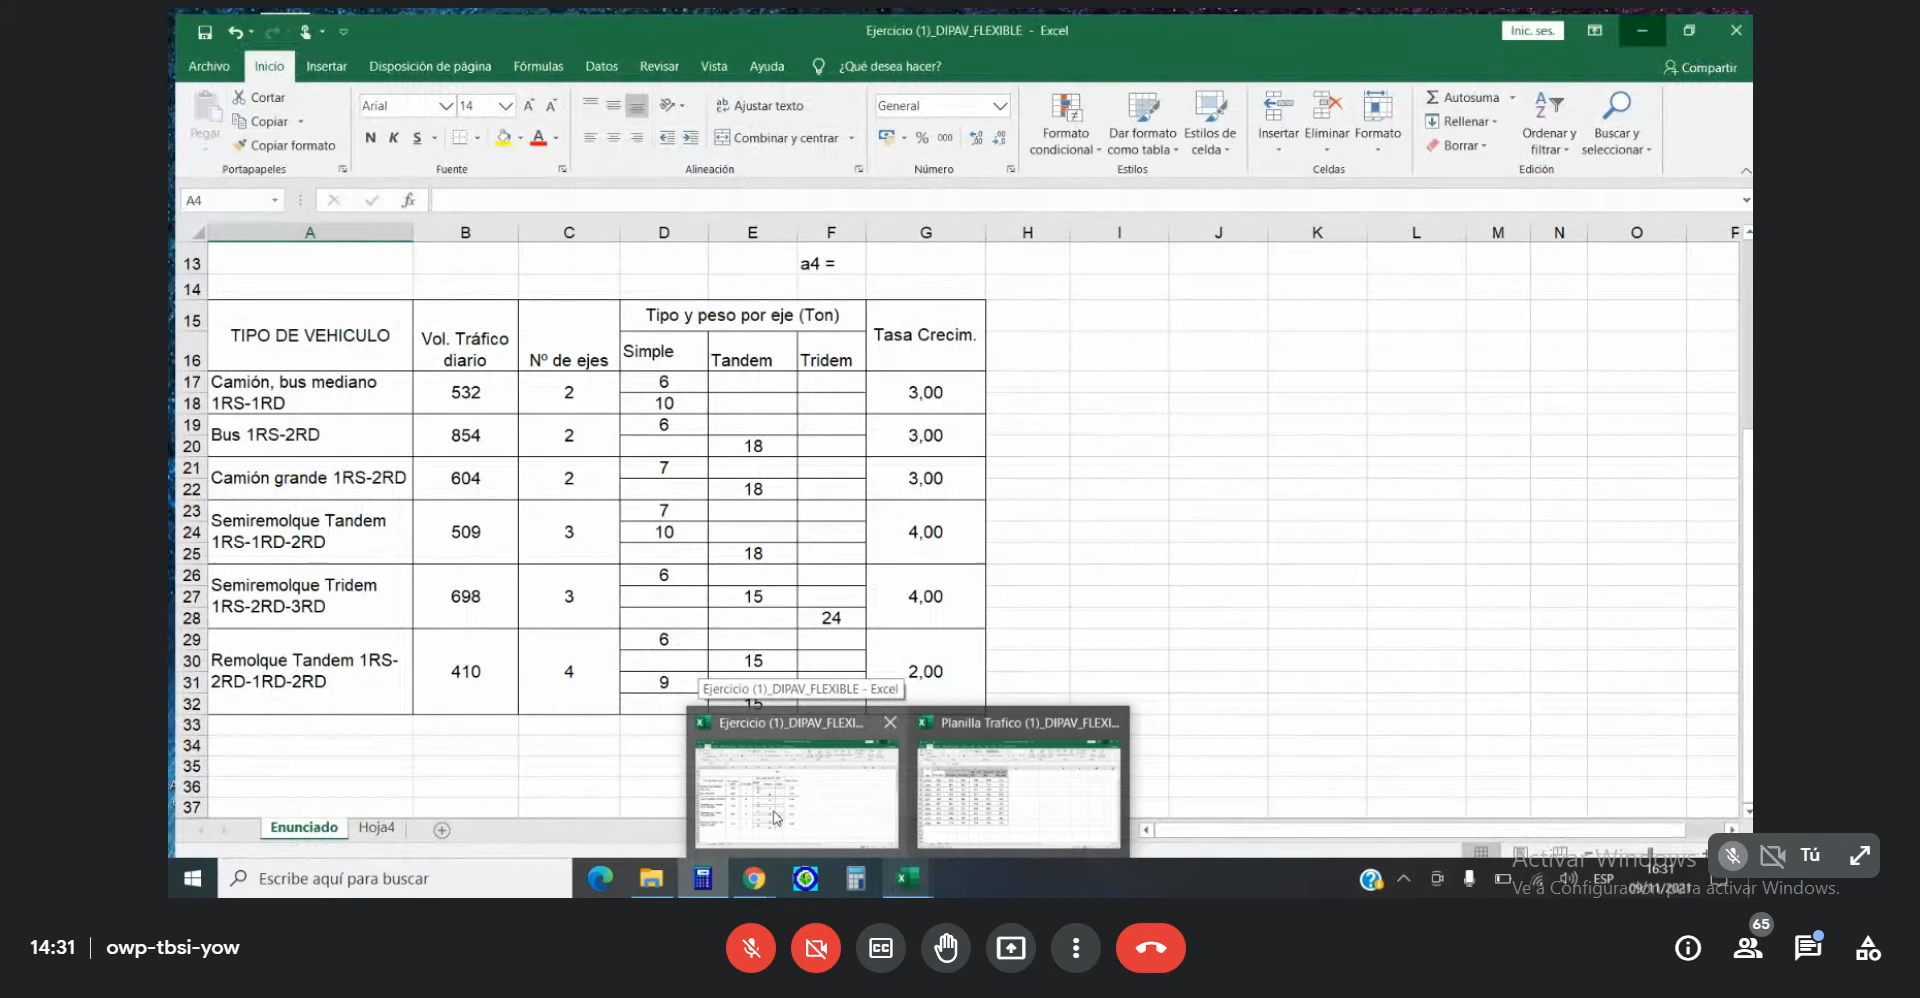 Ejercicio (1)_DIPAV_FLEXIBLE - Excel
Inic. ses.
Archivo Inicio Insertar Disposición de página Fórmulas Datos Revisar Vista Ayuda ¿Qué desea hacer? Compartir
Pegar
Cortar
Copiar
Copiar formato
Portapapeles
Arial 14
N K S
Fuente
Ajustar texto
Combinar y centrar
Alineación
General
% 000
Número
Formato condicional
Dar formato como tabla
Estilos de celda
Estilos
Insertar Eliminar Formato
Celdas
Autosuma
Rellenar
Borrar
Ordenar y filtrar
Buscar y seleccionar
Edición
A4 fx
A B C D E F G H I J K L M N O
13 a4 =
14
15 TIPO DE VEHICULO Vol. Tráfico diario Nº de ejes Tipo y peso por eje (Ton) Tasa Crecim.
16 Simple Tandem Tridem
17 Camión, bus mediano 532 2 6 3,00
18 1RS-1RD 10
19 Bus 1RS-2RD 854 2 6 3,00
20 18
21 Camión grande 1RS-2RD 604 2 7 3,00
22 18
23 Semiremolque Tandem 7
24 1RS-1RD-2RD 509 3 10 4,00
25 18
26 Semiremolque Tridem 6
27 1RS-2RD-3RD 698 3 15 4,00
28 24
29 6
30 Remolque Tandem 1RS- 410 4 15 2,00
31 2RD-1RD-2RD 9
32 15
33
34
35
36
37
Ejercicio (1)_DIPAV_FLEXIBLE - Excel
Ejercicio (1)_DIPAV_FLEXI...
Planilla Trafico (1)_DIPAV_FLEXI...
Enunciado Hoja4
Escribe aquí para buscar
ESP
16:31
09/11/2021
Activar Windows
Ve a Configuración para activar Windows.
Tú
14:31 owp-tbsi-yow
CC
65